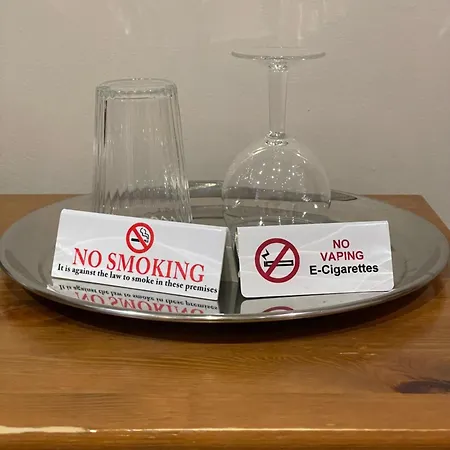 NO SMOKING
It is against the law to smoke in these premises
NO
VAPING
E-Cigarettes